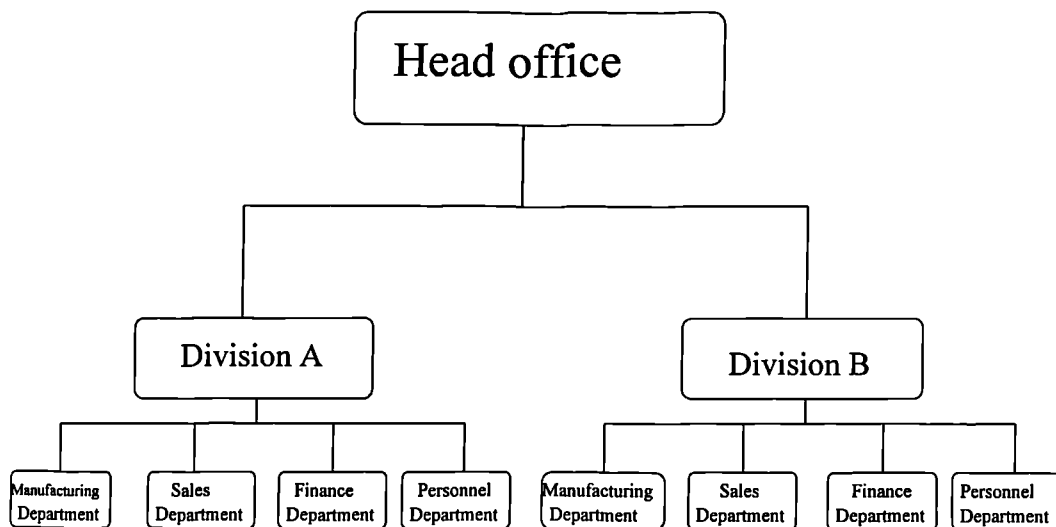 Head office
Division A
Division B
Manufacturing
Department
Sales
Department
Finance
Department
Personnel
Department
Manufacturing
Department
Sales
Department
Finance
Department
Personnel
Department